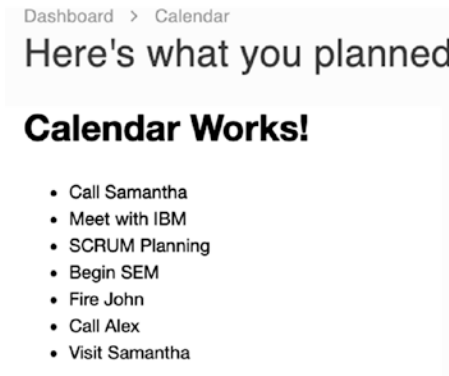 Dashboard > Calendar
Here's what you planned
Calendar Works!
• Call Samantha
• Meet with IBM
• SCRUM Planning
• Begin SEM
• Fire John
• Call Alex
• Visit Samantha